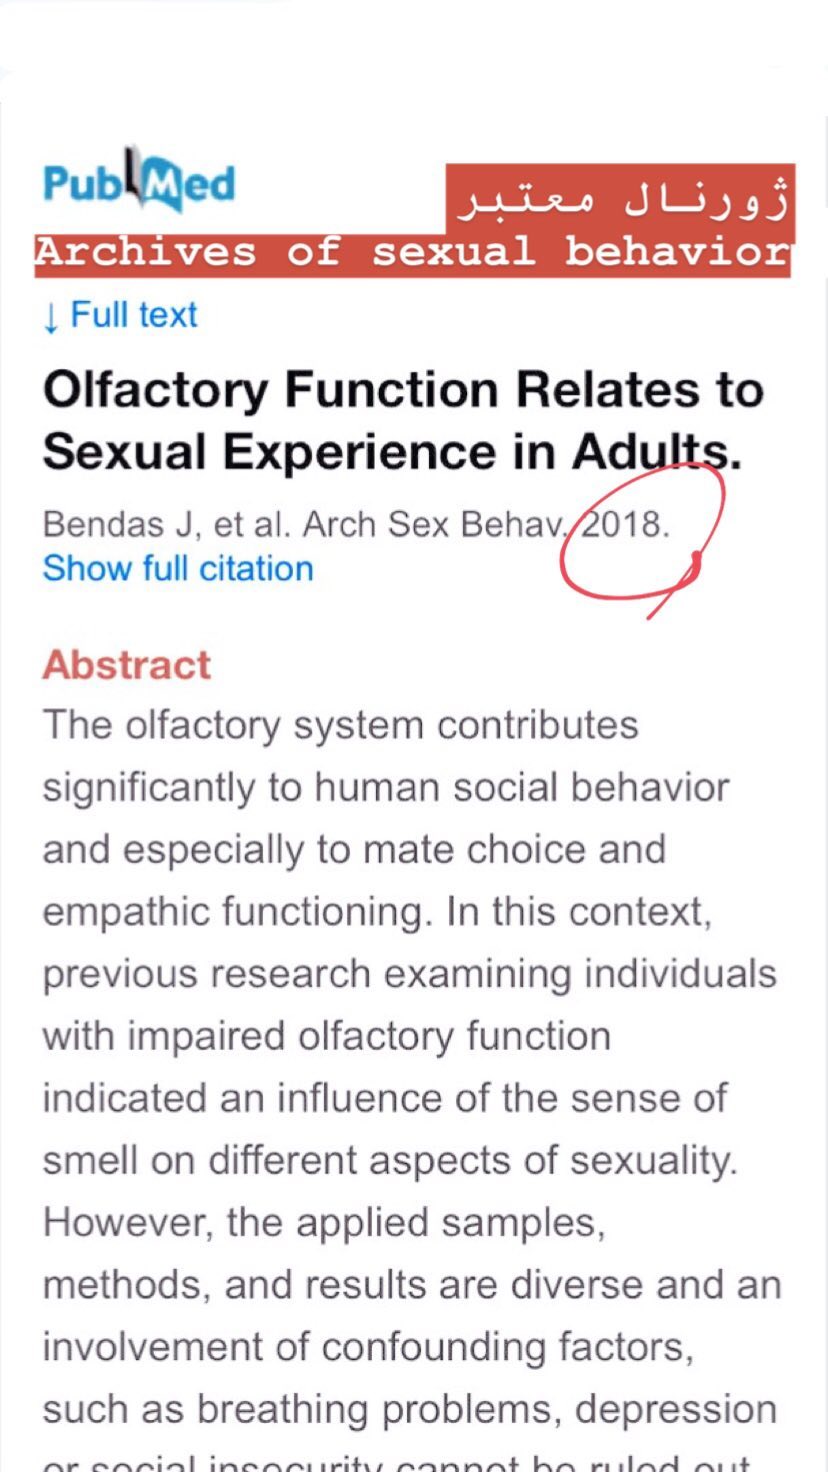 PubMed
ژورنال معتبر
Archives of sexual behavior
↓ Full text
Olfactory Function Relates to
Sexual Experience in Adults.
Bendas J, et al. Arch Sex Behav. 2018.
Show full citation
Abstract
The olfactory system contributes
significantly to human social behavior
and especially to mate choice and
empathic functioning. In this context,
previous research examining individuals
with impaired olfactory function
indicated an influence of the sense of
smell on different aspects of sexuality.
However, the applied samples,
methods, and results are diverse and an
involvement of confounding factors,
such as breathing problems, depression
or social insecurity cannot be ruled out